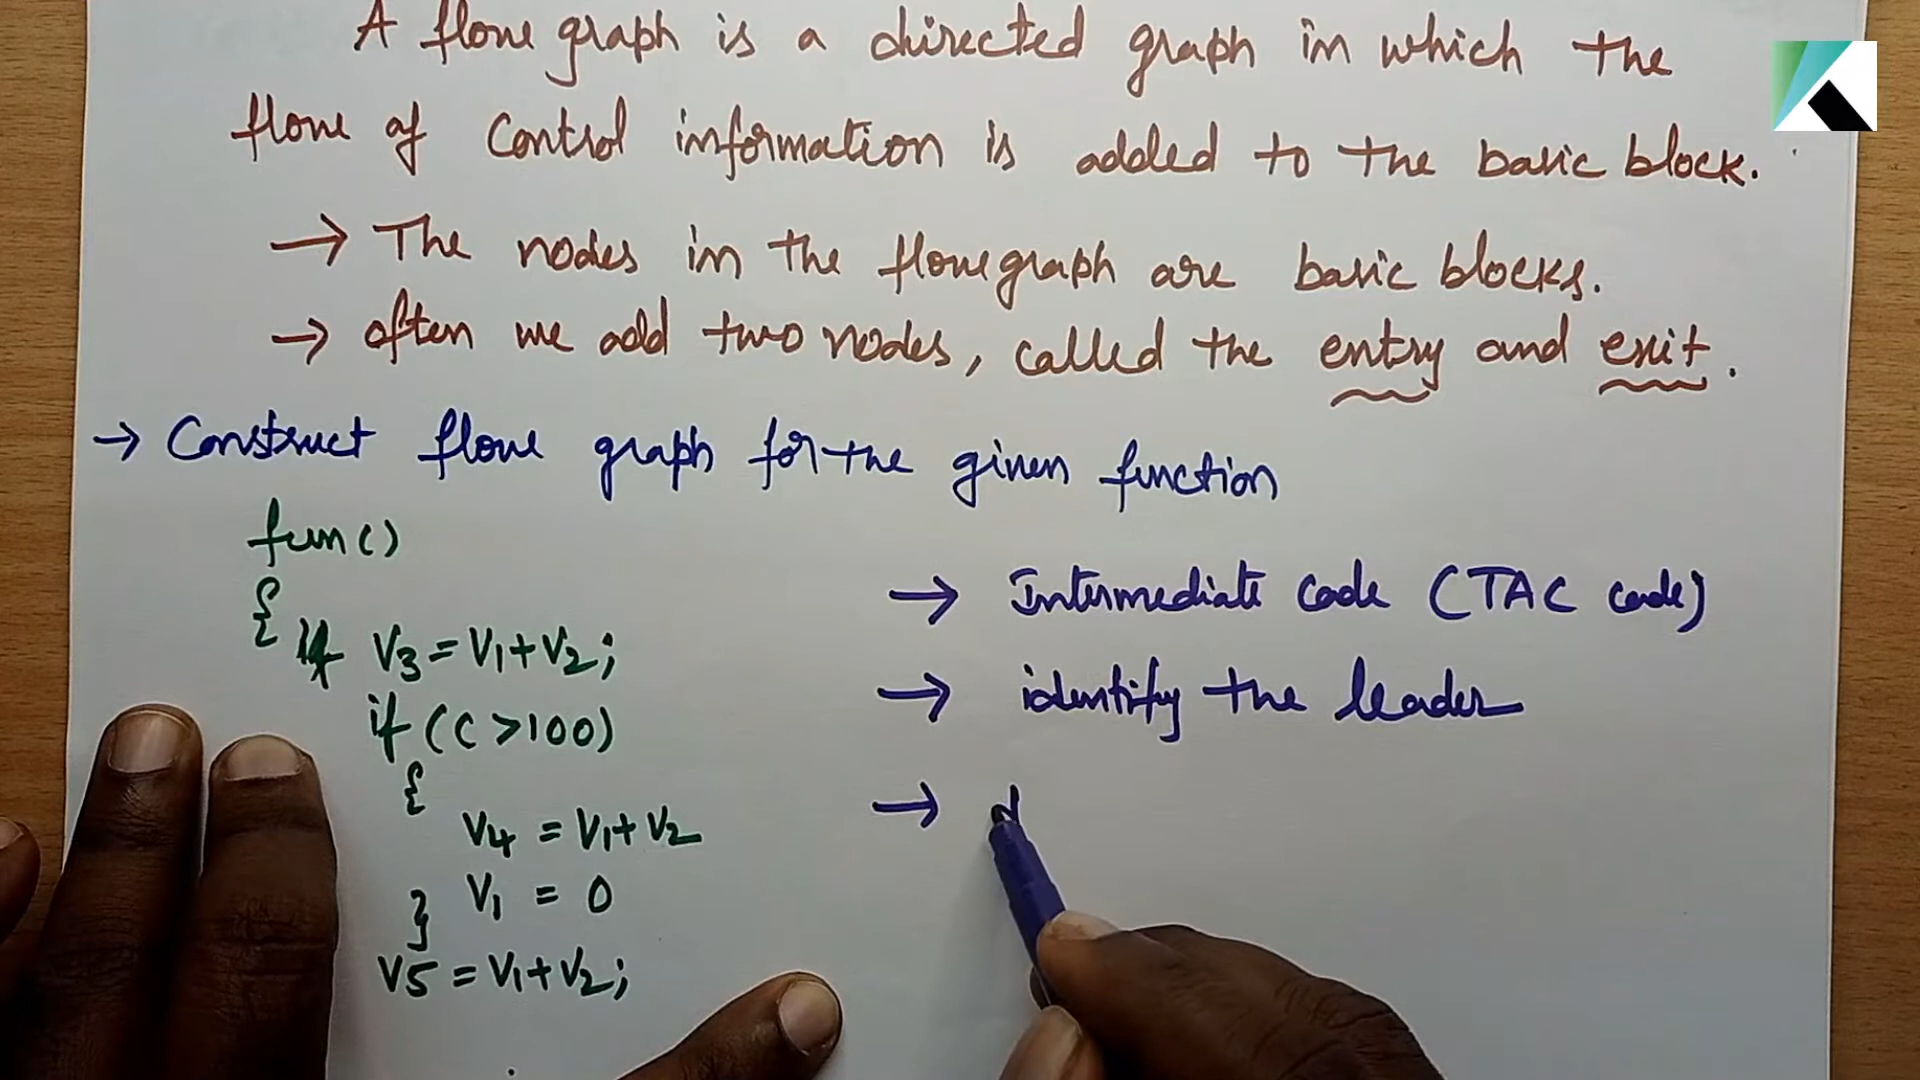 A flow graph is a directed graph in which the
flow of control information is added to the basic block.
→ The nodes in the flowgraph are basic blocks.
→ often we add two nodes, called the entry and exit.
→ Construct flow graph for the given function
fun()
{
V3 = V1+V2;
if (C >100)
{
V4 = V1+V2
V1 = 0
}
V5 = V1+V2;
→ Intermediate code (TAC code)
→ identify the leader
→